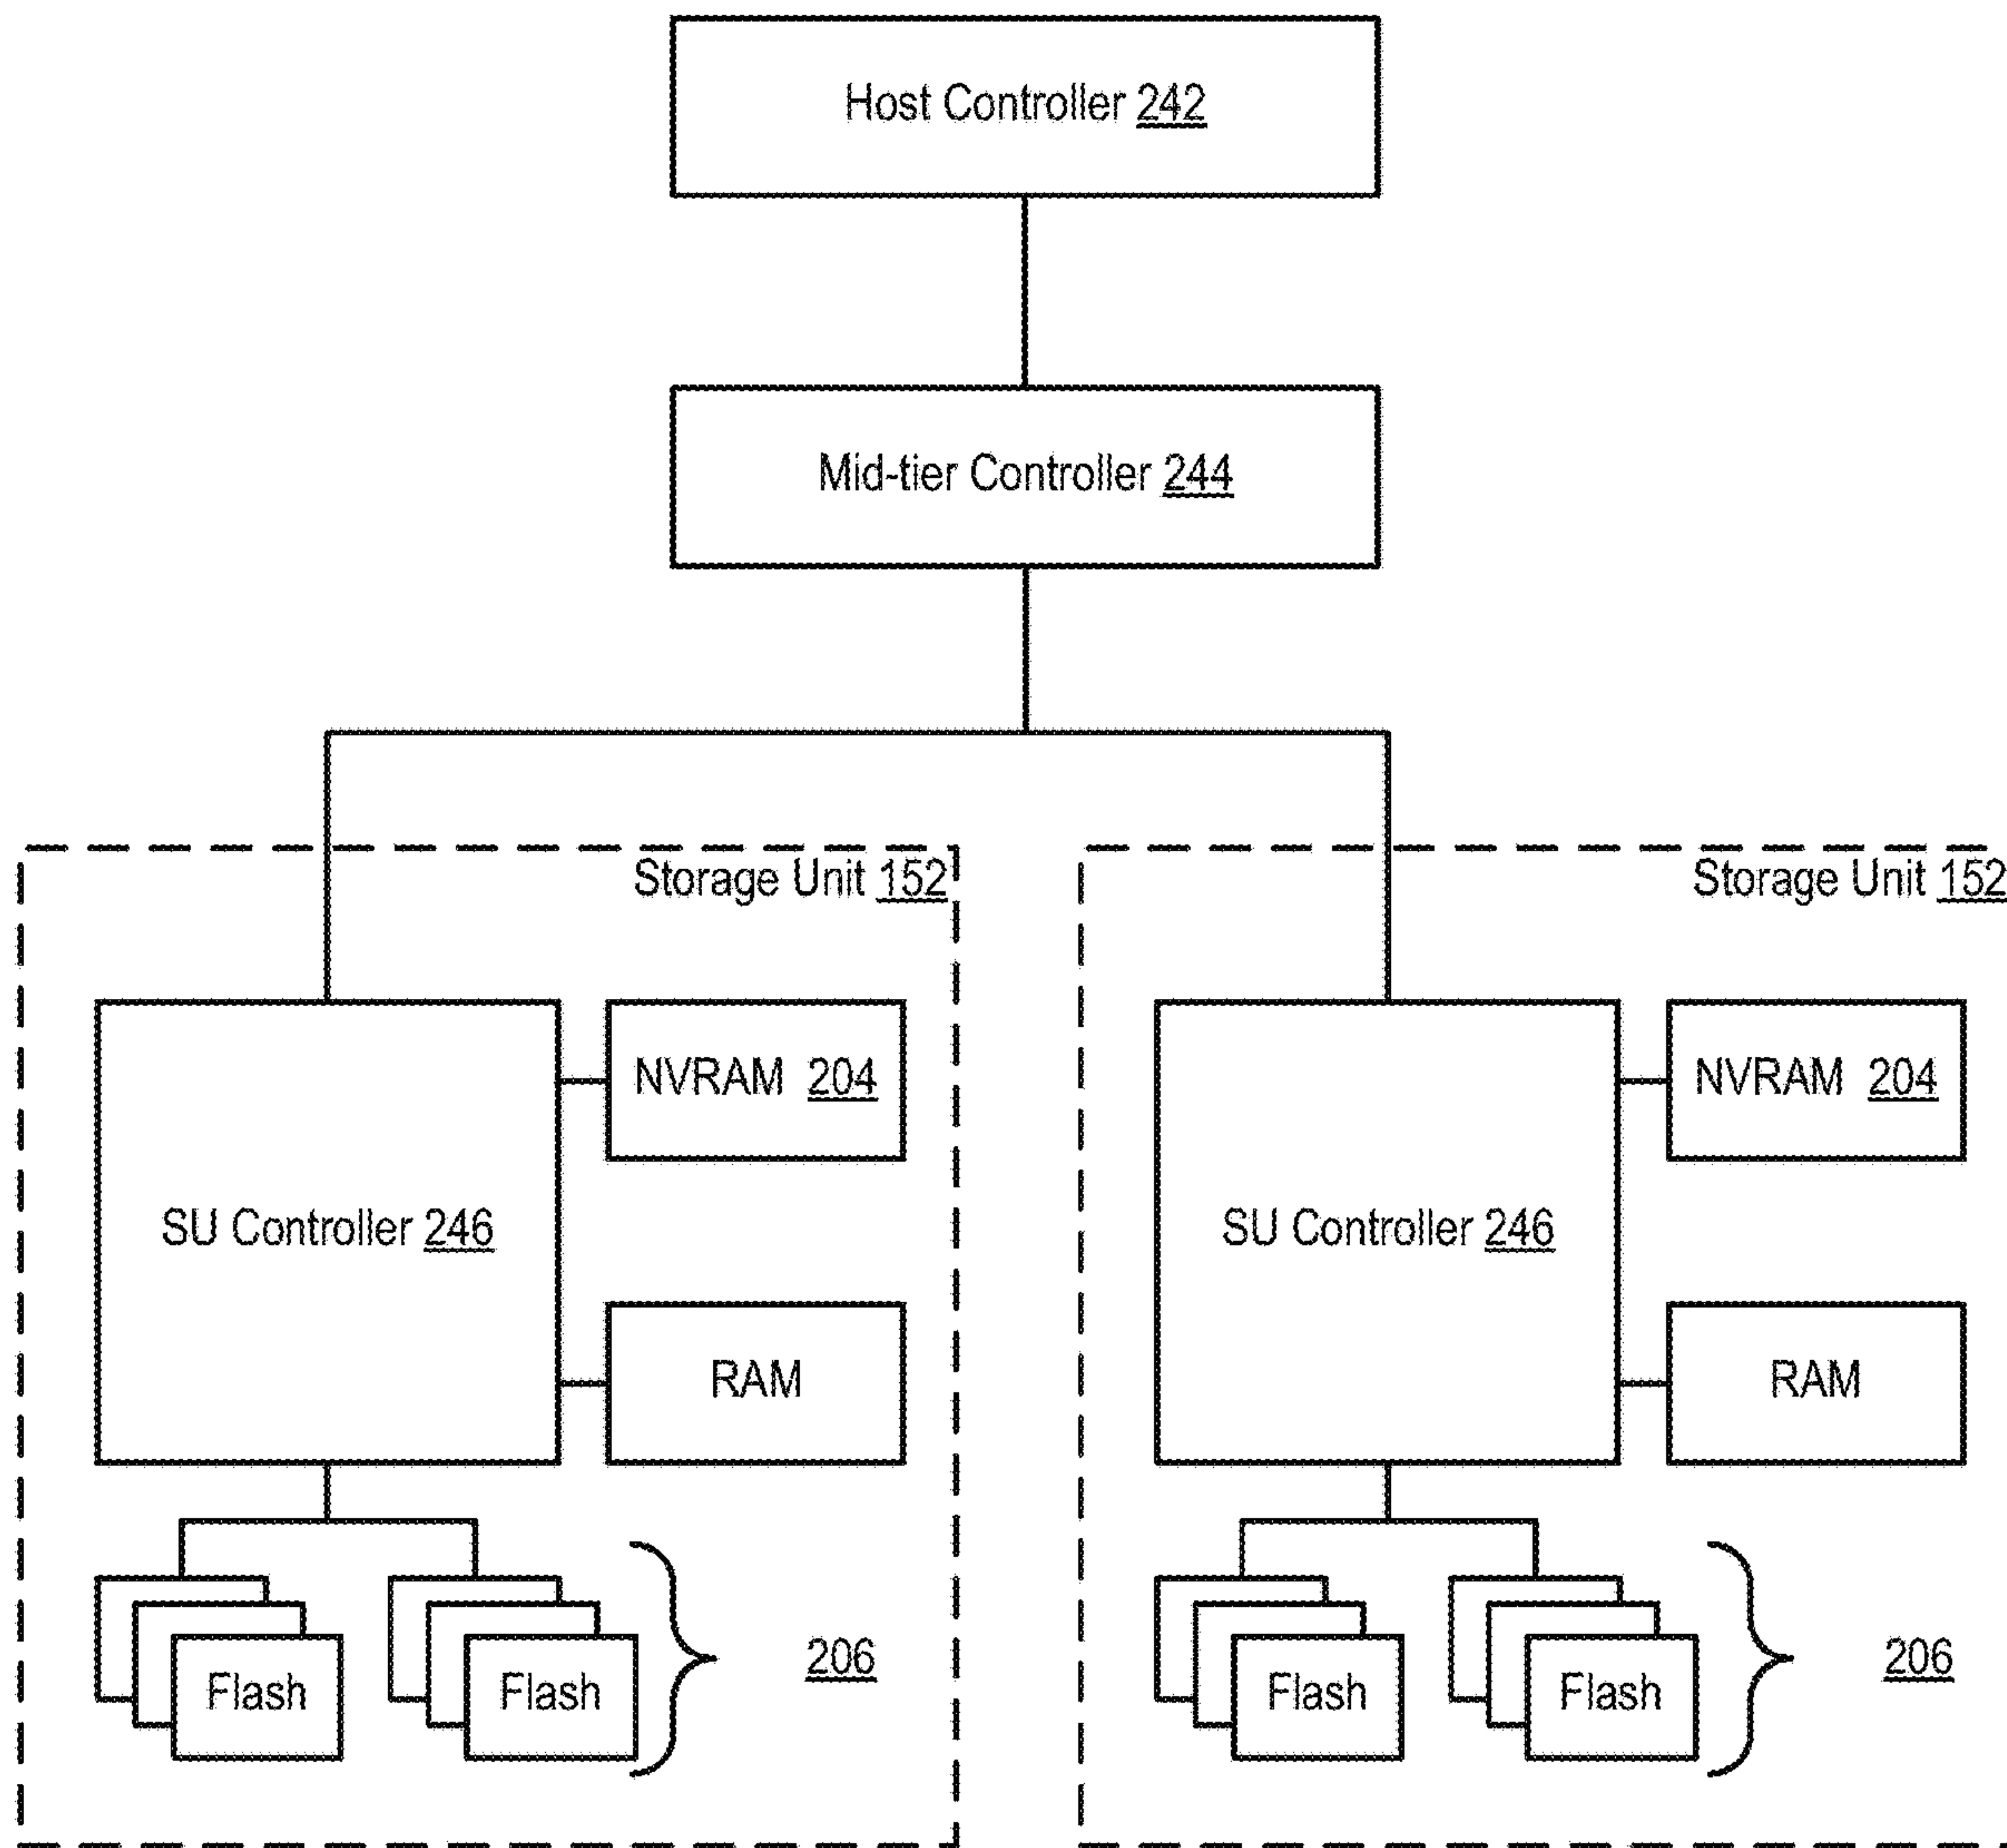 Host Controller 242
Mid-tier Controller 244
Storage Unit 152
Storage Unit 152
NVRAM 204
NVRAM 204
SU Controller 246
SU Controller 246
RAM
RAM
Flash
Flash
206
Flash
Flash
206